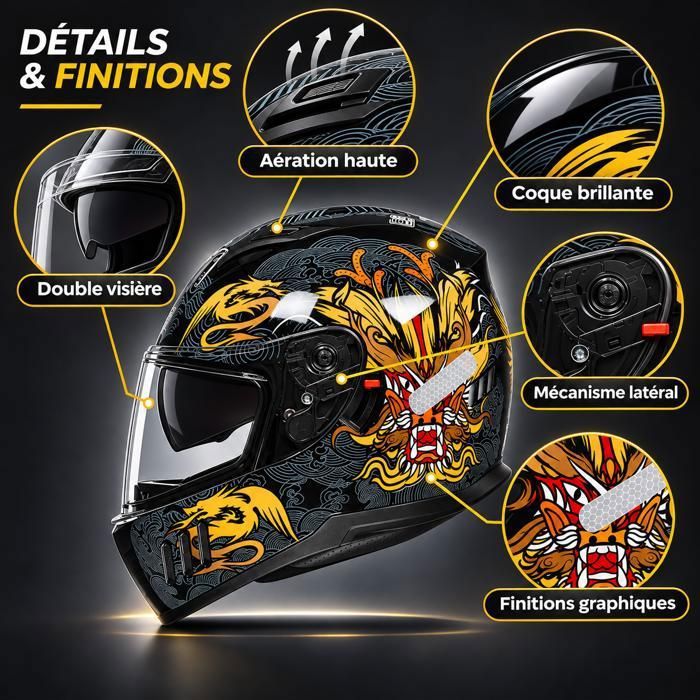 DÉTAILS
& FINITIONS
Aération haute
Coque brillante
Double visière
Mécanisme latéral
Finitions graphiques